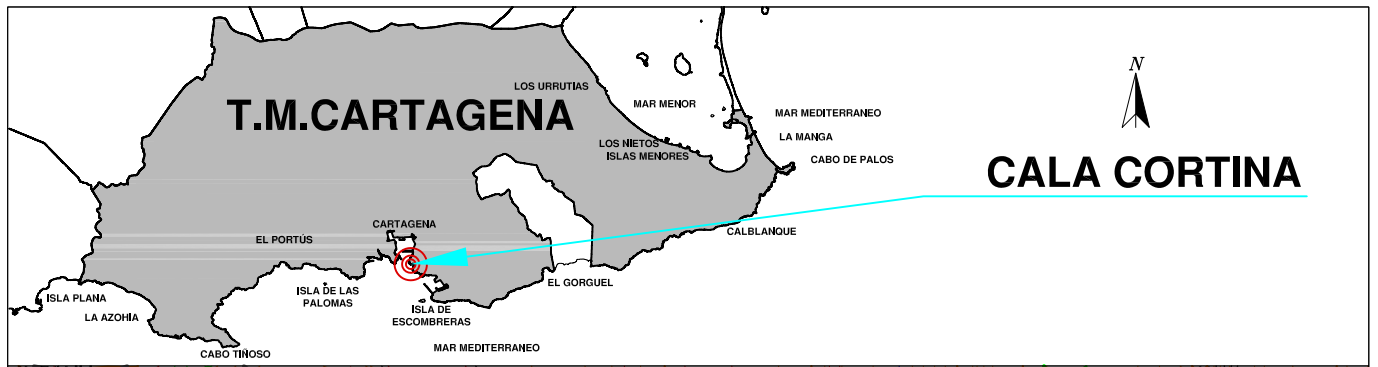 LOS URRUTIAS
T.M.CARTAGENA
MAR MENOR
N
MAR MEDITERRANEO
LA MANGA
LOS NIETOS
ISLAS MENORES
CABO DE PALOS
CALA CORTINA
CARTAGENA
EL PORTÚS
CALBLANQUE
EL GORGUEL
ISLA PLANA
LA AZOHIA
ISLA DE LAS
PALOMAS
ISLA DE
ESCOMBRERAS
CABO TIÑOSO
MAR MEDITERRANEO